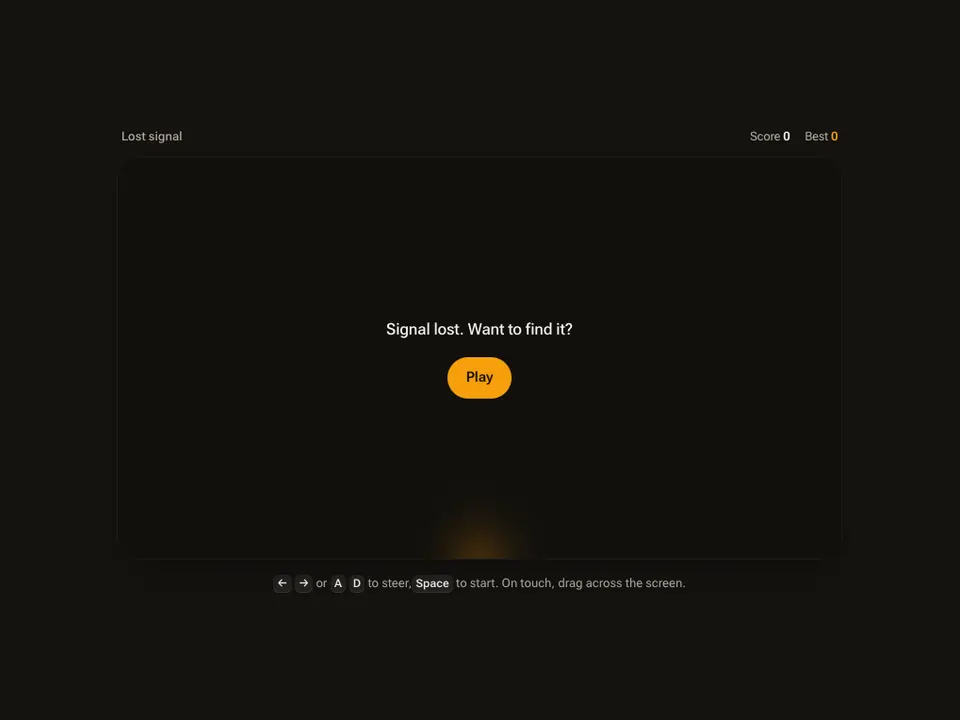 Lost signal
Score 0 Best 0
Signal lost. Want to find it?
Play
← → or A D to steer, Space to start. On touch, drag across the screen.